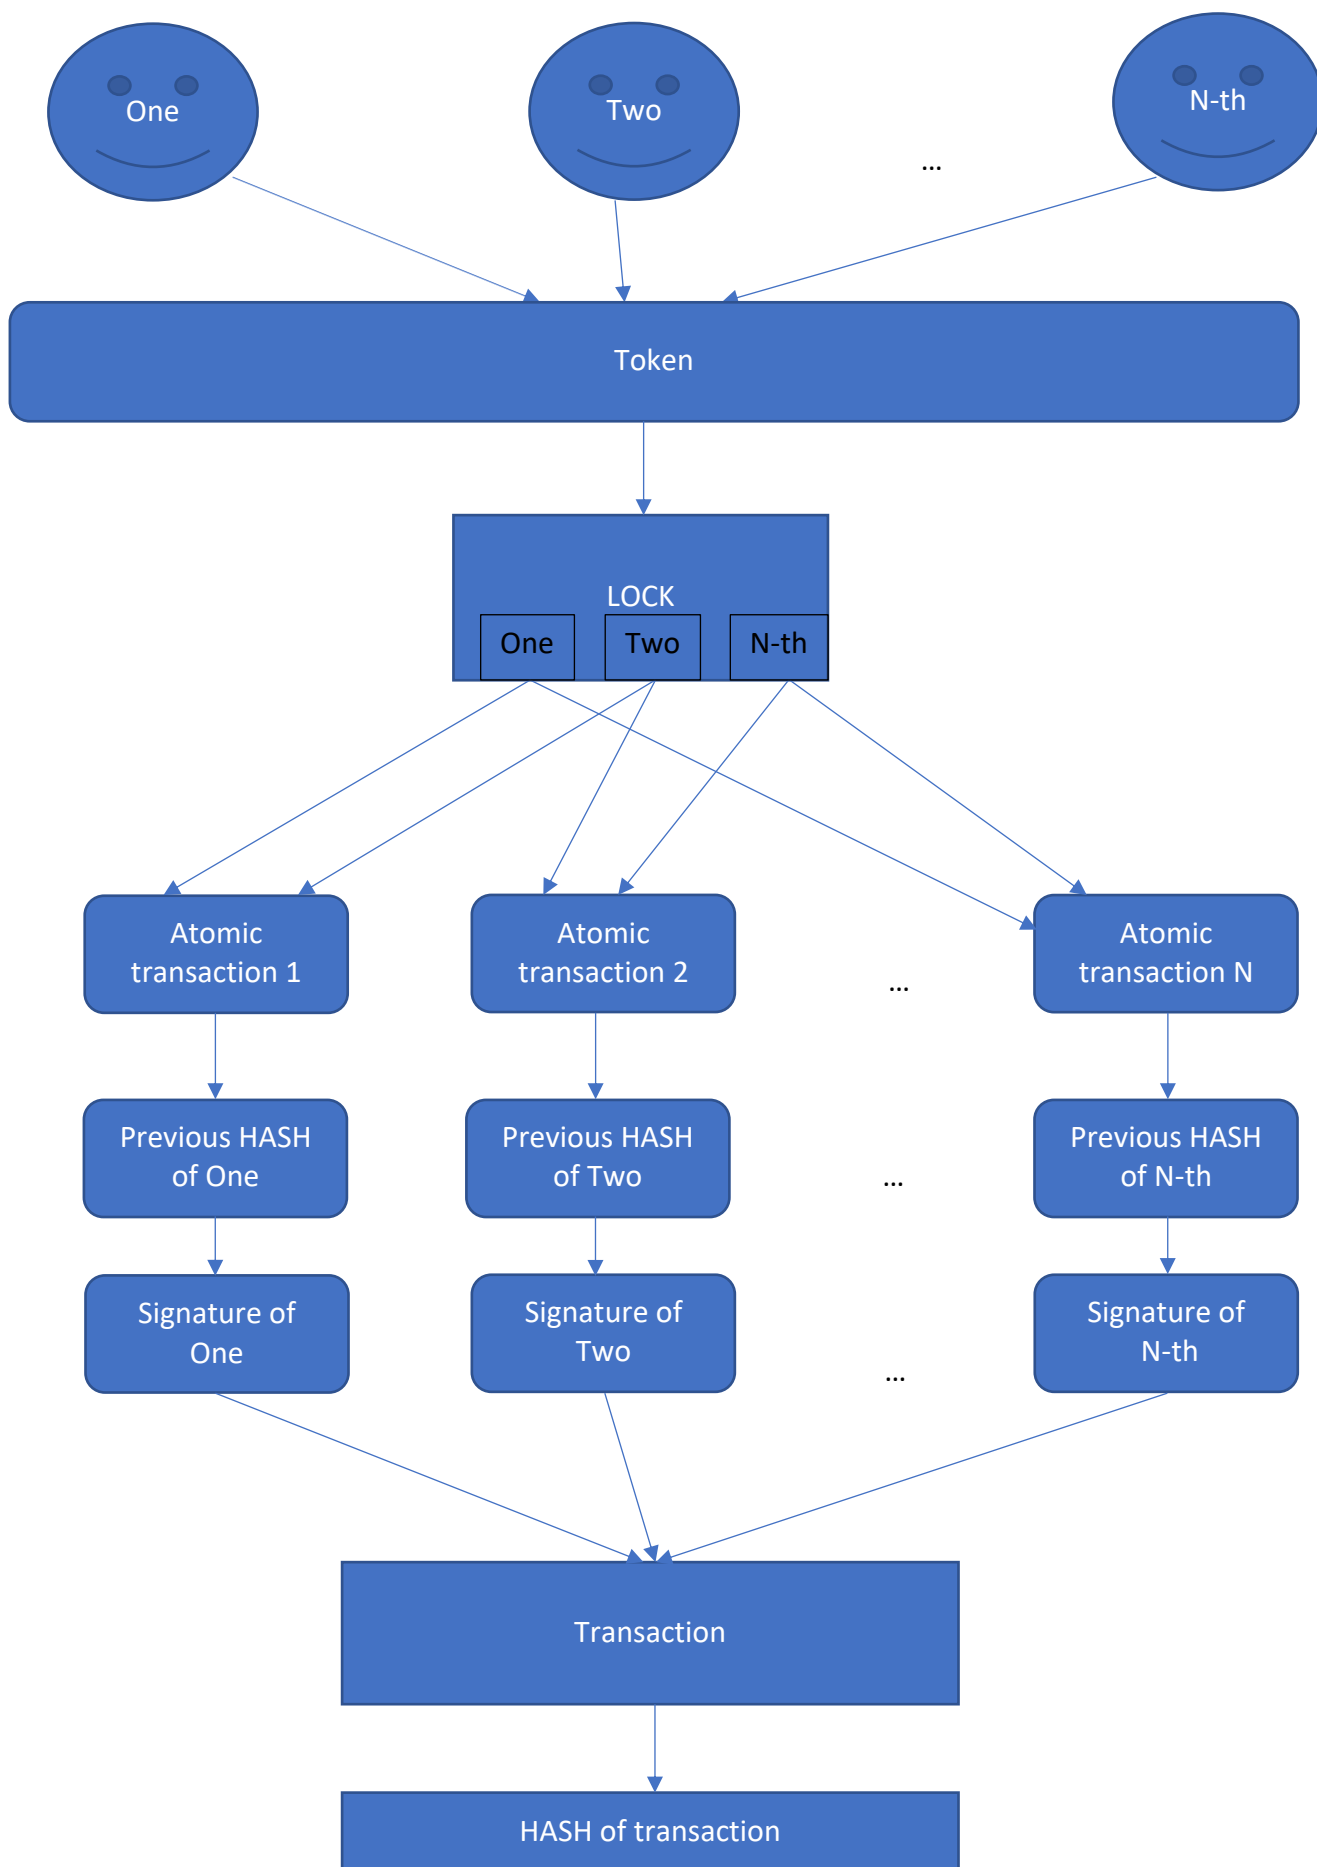 One
Two
N-th
...
Token
LOCK
One
Two
N-th
Atomic
transaction 1
Atomic
transaction 2
...
Atomic
transaction N
Previous HASH
of One
Previous HASH
of Two
...
Previous HASH
of N-th
Signature of
One
Signature of
Two
...
Signature of
N-th
Transaction
HASH of transaction